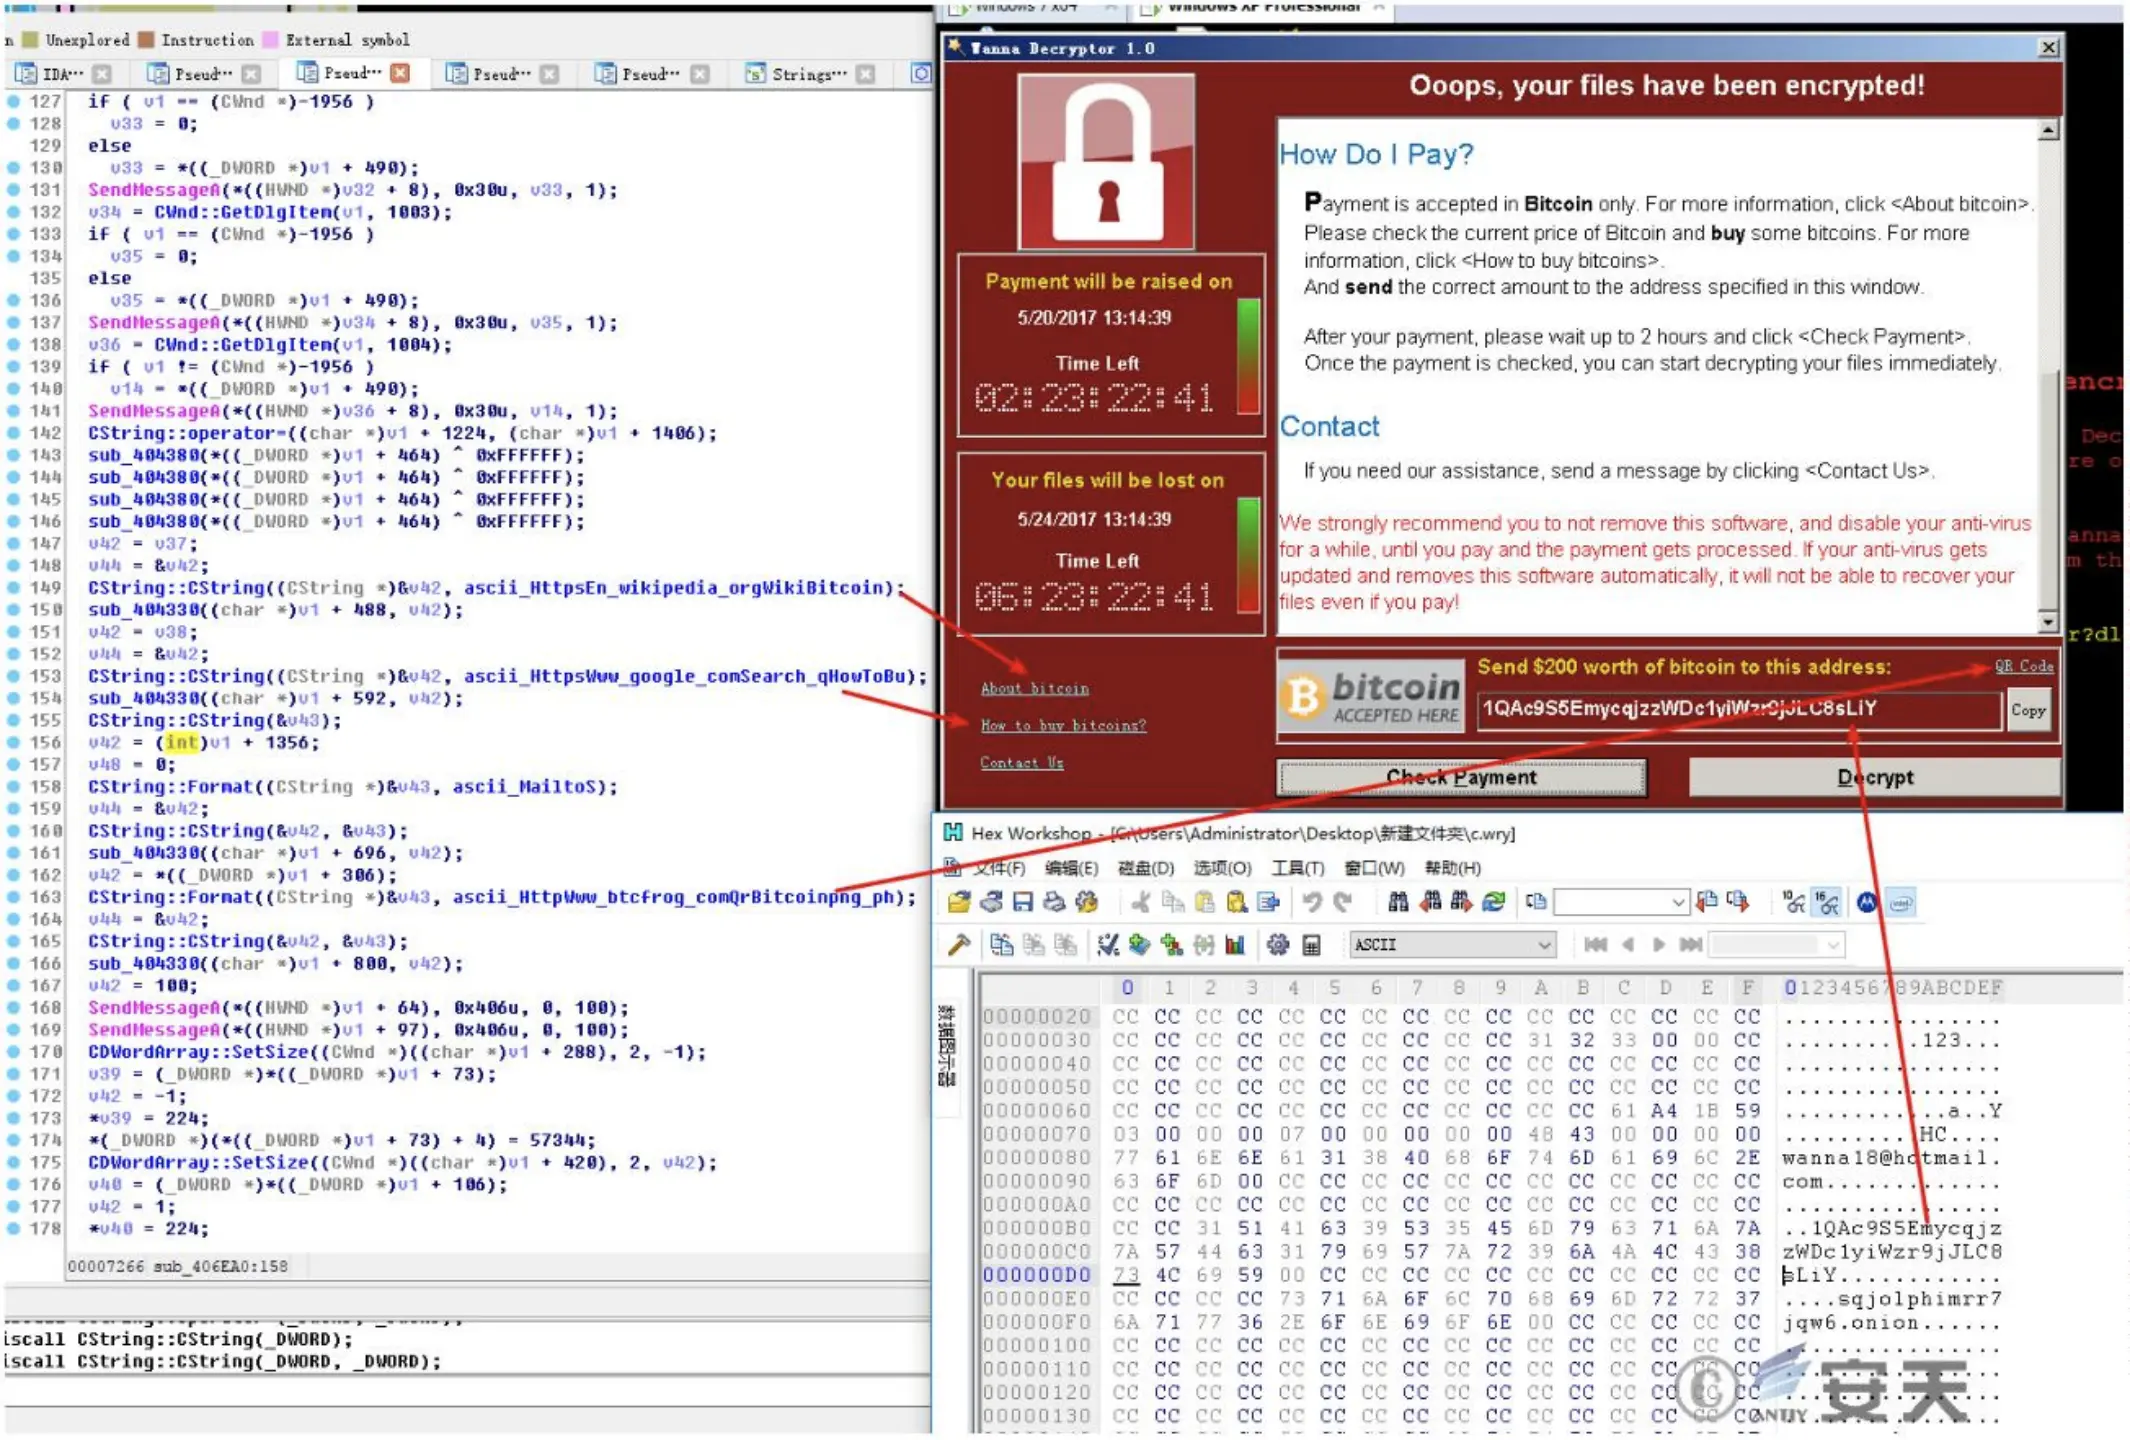 Unexplored Instruction External symbol
IDA··· Pseud··· Pseud··· Pseud··· Pseud··· Strings···
127 if ( v1 == (CWnd *)-1956 )
128 v33 = 0;
129 else
130 v33 = *((_DWORD *)v1 + 490);
131 SendMessageA(*((HWND *)v32 + 8), 0x30u, v33, 1);
132 v34 = CWnd::GetDlgItem(v1, 1003);
133 if ( v1 == (CWnd *)-1956 )
134 v35 = 0;
135 else
136 v35 = *((_DWORD *)v1 + 490);
137 SendMessageA(*((HWND *)v34 + 8), 0x30u, v35, 1);
138 v36 = CWnd::GetDlgItem(v1, 1004);
139 if ( v1 != (CWnd *)-1956 )
140 v14 = *((_DWORD *)v1 + 490);
141 SendMessageA(*((HWND *)v36 + 8), 0x30u, v14, 1);
142 CString::operator=((char *)v1 + 1224, (char *)v1 + 1406);
143 sub_404380(*((_DWORD *)v1 + 464) ^ 0xFFFFFF);
144 sub_404380(*((_DWORD *)v1 + 464) ^ 0xFFFFFF);
145 sub_404380(*((_DWORD *)v1 + 464) ^ 0xFFFFFF);
146 sub_404380(*((_DWORD *)v1 + 464) ^ 0xFFFFFF);
147 v42 = v37;
148 v44 = &v42;
149 CString::CString((CString *)&v42, ascii_HttpsEn_wikipedia_orgWikiBitcoin);
150 sub_404330((char *)v1 + 488, v42);
151 v42 = v38;
152 v44 = &v42;
153 CString::CString((CString *)&v42, ascii_HttpsWww_google_comSearch_qHowToBu);
154 sub_404330((char *)v1 + 592, v42);
155 CString::CString(&v43);
156 v42 = (int)v1 + 1356;
157 v48 = 0;
158 CString::Format((CString *)&v43, ascii_MailtoS);
159 v44 = &v42;
160 CString::CString(&v42, &v43);
161 sub_404330((char *)v1 + 696, v42);
162 v42 = *((_DWORD *)v1 + 306);
163 CString::Format((CString *)&v43, ascii_HttpWww_btcfrog_comQrBitcoinpng_ph);
164 v44 = &v42;
165 CString::CString(&v42, &v43);
166 sub_404330((char *)v1 + 800, v42);
167 v42 = 100;
168 SendMessageA(*((HWND *)v1 + 64), 0x406u, 0, 100);
169 SendMessageA(*((HWND *)v1 + 97), 0x406u, 0, 100);
170 CDWordArray::SetSize((CWnd *)((char *)v1 + 288), 2, -1);
171 v39 = (_DWORD *)*((_DWORD *)v1 + 73);
172 v42 = -1;
173 *v39 = 224;
174 *(_DWORD *)(*((_DWORD *)v1 + 73) + 4) = 57344;
175 CDWordArray::SetSize((CWnd *)((char *)v1 + 420), 2, v42);
176 v40 = (_DWORD *)*((_DWORD *)v1 + 106);
177 v42 = 1;
178 *v40 = 224;
00007266 sub_406EA0:158
iscall CString::CString(_DWORD);
iscall CString::CString(_DWORD, _DWORD);
Windows 7 x64 Windows XP Professional
Wanna Decryptor 1.0
Ooops, your files have been encrypted!
Payment will be raised on
5/20/2017 13:14:39
Time Left
02:23:22:41
Your files will be lost on
5/24/2017 13:14:39
Time Left
06:23:22:41
About bitcoin
How to buy bitcoins?
Contact Us
How Do I Pay?
Payment is accepted in Bitcoin only. For more information, click <About bitcoin>.
Please check the current price of Bitcoin and buy some bitcoins. For more
information, click <How to buy bitcoins>.
And send the correct amount to the address specified in this window.
After your payment, please wait up to 2 hours and click <Check Payment>.
Once the payment is checked, you can start decrypting your files immediately.
Contact
If you need our assistance, send a message by clicking <Contact Us>.
We strongly recommend you to not remove this software, and disable your anti-virus
for a while, until you pay and the payment gets processed. If your anti-virus gets
updated and removes this software automatically, it will not be able to recover your
files even if you pay!
bitcoin
ACCEPTED HERE
Send $200 worth of bitcoin to this address:
QR Code
1QAc9S5EmycqjzzWDc1yiWzr9jJLC8sLiY
Copy
Check Payment
Decrypt
encr
Dec
re o
anna
m th
r?dl
Hex Workshop - [C:\Users\Administrator\Desktop\新建文件夹\c.wry]
文件(F) 编辑(E) 磁盘(D) 选项(O) 工具(T) 窗口(W) 帮助(H)
ASCII
数据图示器
0 1 2 3 4 5 6 7 8 9 A B C D E F 0123456789ABCDEF
00000020 CC CC CC CC CC CC CC CC CC CC CC CC CC CC CC CC ................
00000030 CC CC CC CC CC CC CC CC CC CC 31 32 33 00 00 CC ..........123...
00000040 CC CC CC CC CC CC CC CC CC CC CC CC CC CC CC CC ................
00000050 CC CC CC CC CC CC CC CC CC CC CC CC CC CC CC CC ................
00000060 CC CC CC CC CC CC CC CC CC CC CC CC 61 A4 1B 59 ............a..Y
00000070 03 00 00 00 07 00 00 00 00 00 48 43 00 00 00 00 ..........HC....
00000080 77 61 6E 6E 61 31 38 40 68 6F 74 6D 61 69 6C 2E wanna18@hotmail.
00000090 63 6F 6D 00 CC CC CC CC CC CC CC CC CC CC CC CC com.............
000000A0 CC CC CC CC CC CC CC CC CC CC CC CC CC CC CC CC ................
000000B0 CC CC 31 51 41 63 39 53 35 45 6D 79 63 71 6A 7A ..1QAc9S5Emycqjz
000000C0 7A 57 44 63 31 79 69 57 7A 72 39 6A 4A 4C 43 38 zWDc1yiWzr9jJLC8
000000D0 73 4C 69 59 00 CC CC CC CC CC CC CC CC CC CC CC sLiY............
000000E0 CC CC CC CC 73 71 6A 6F 6C 70 68 69 6D 72 72 37 ....sqjolphimrr7
000000F0 6A 71 77 36 2E 6F 6E 69 6F 6E 00 CC CC CC CC CC jqw6.onion......
00000100 CC CC CC CC CC CC CC CC CC CC CC CC CC CC CC CC
00000110 CC CC CC CC CC CC CC CC CC CC CC CC CC CC CC CC
00000120 CC CC CC CC CC CC CC CC CC CC CC CC CC CC CC
00000130 CC CC CC CC CC CC CC CC CC CC CC CC CC CC CC
© ANTIY 安天